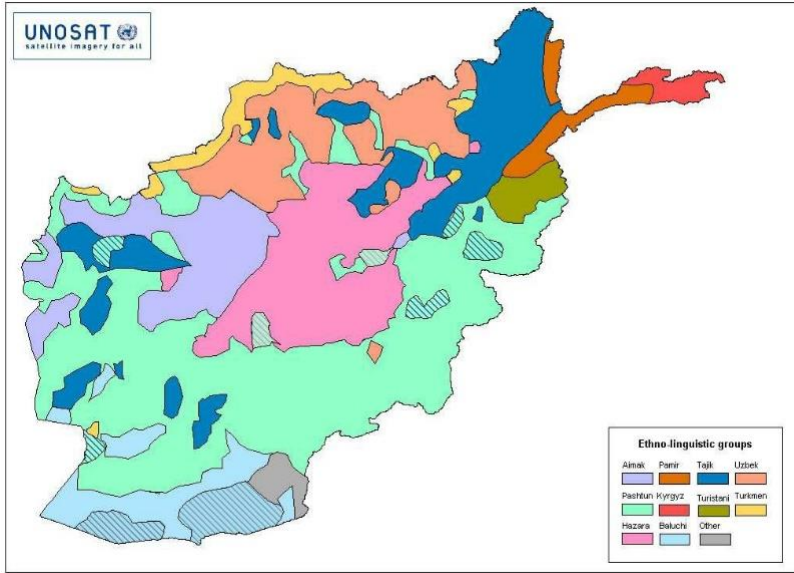 UNOSAT
satellite imagery for all
Ethno-linguistic groups
Aimak Pamir Tajik Uzbek
Pashtun Kyrgyz Turistani Turkmen
Hazara Baluchi Other